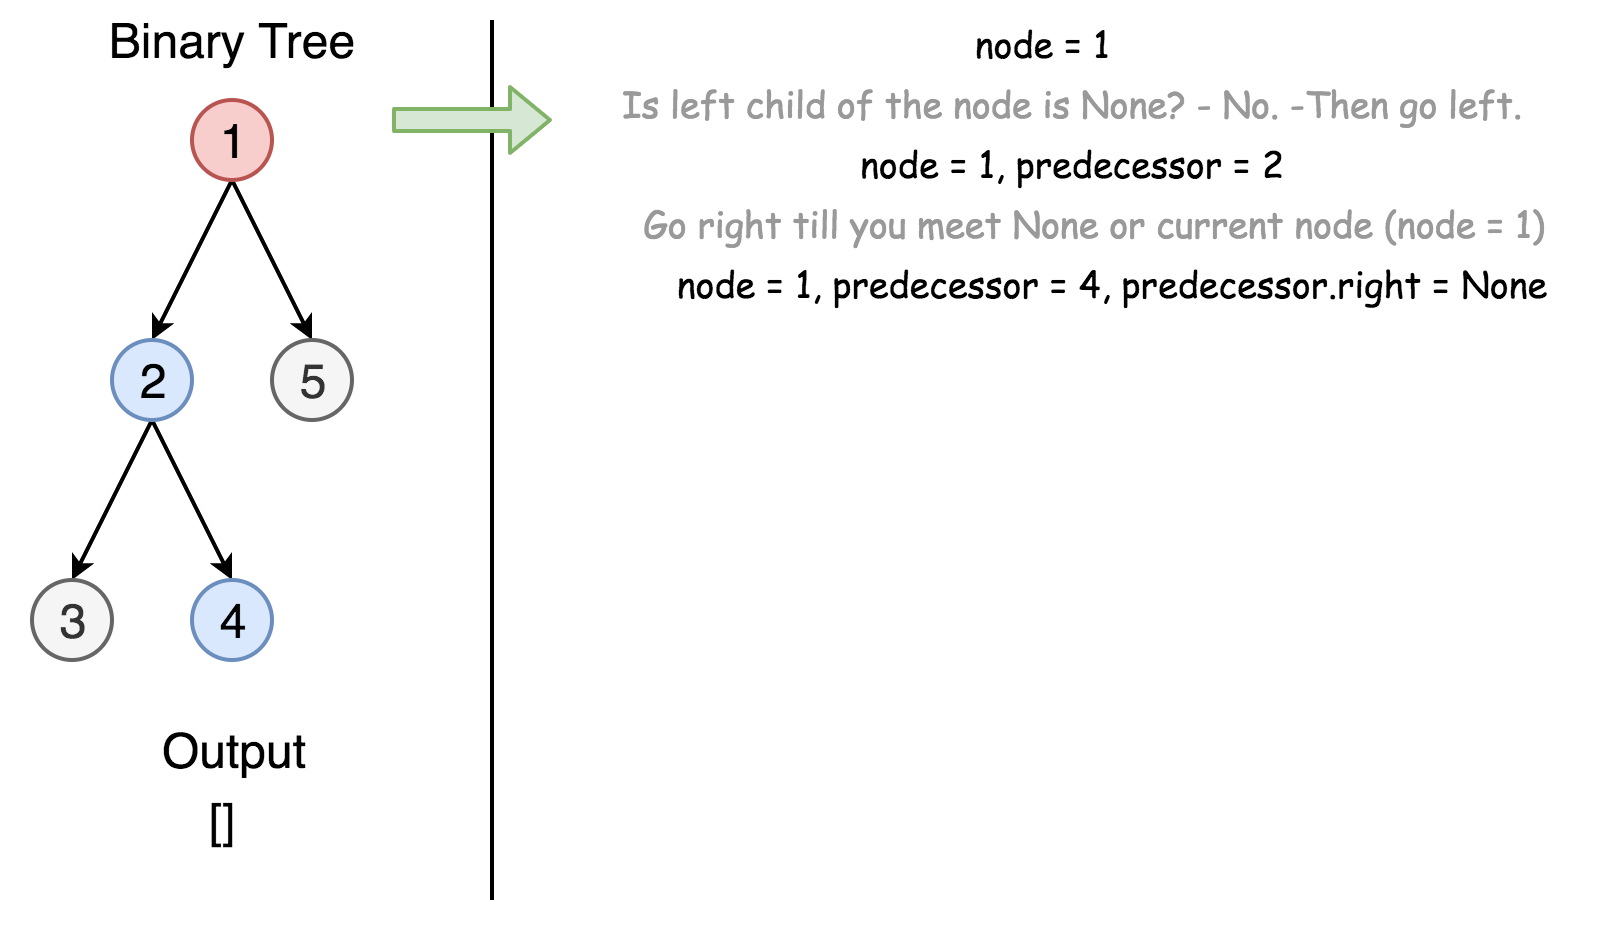 Binary Tree
1
2
5
3
4
Output
[]
node = 1
Is left child of the node is None? - No. -Then go left.
node = 1, predecessor = 2
Go right till you meet None or current node (node = 1)
node = 1, predecessor = 4, predecessor.right = None